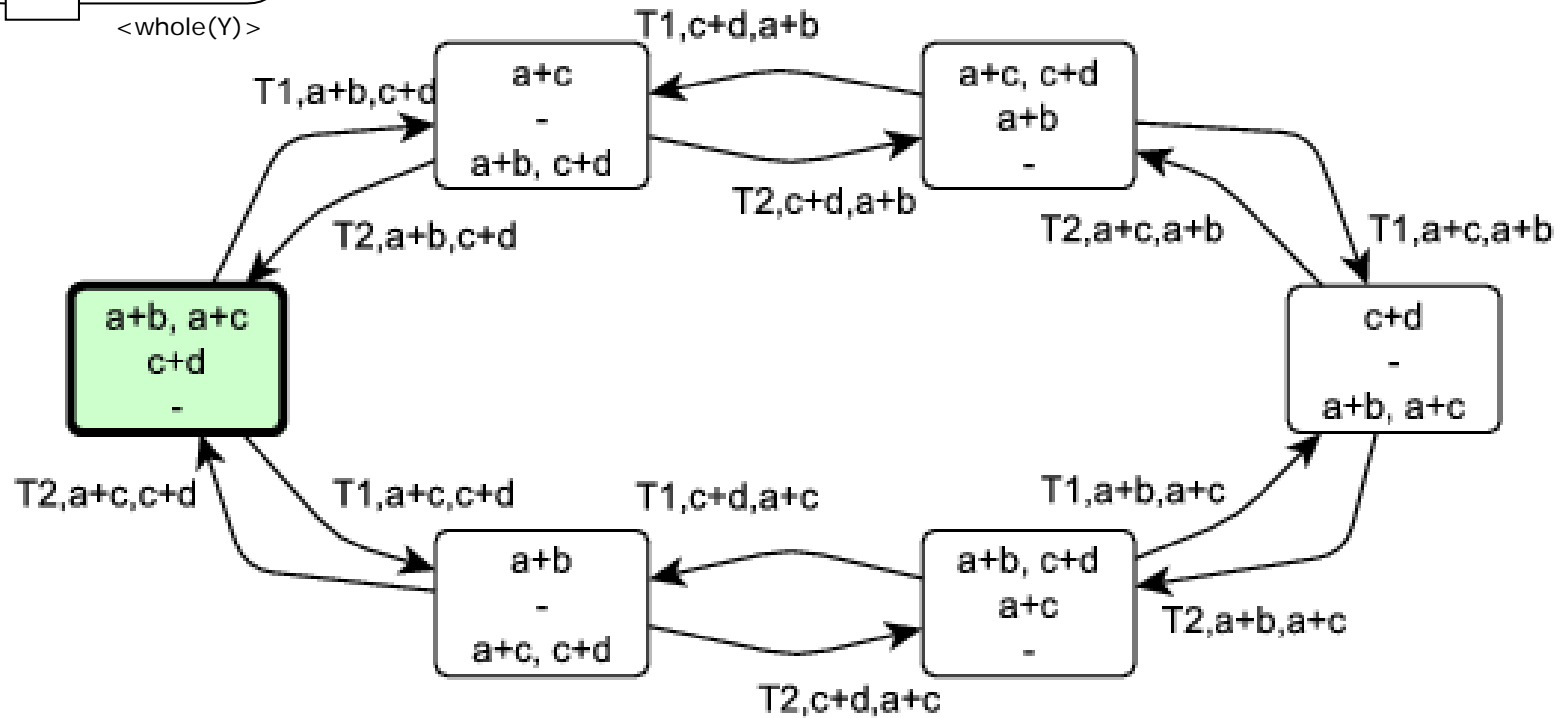 <whole(Y)>
T1,c+d,a+b
a+c
-
a+b, c+d
a+c, c+d
a+b
-
T1,a+b,c+d
T2,c+d,a+b
T2,a+b,c+d
T2,a+c,a+b
T1,a+c,a+b
a+b, a+c
c+d
-
c+d
-
a+b, a+c
T2,a+c,c+d
T1,a+c,c+d
T1,c+d,a+c
T1,a+b,a+c
a+b
-
a+c, c+d
a+b, c+d
a+c
-
T2,a+b,a+c
T2,c+d,a+c